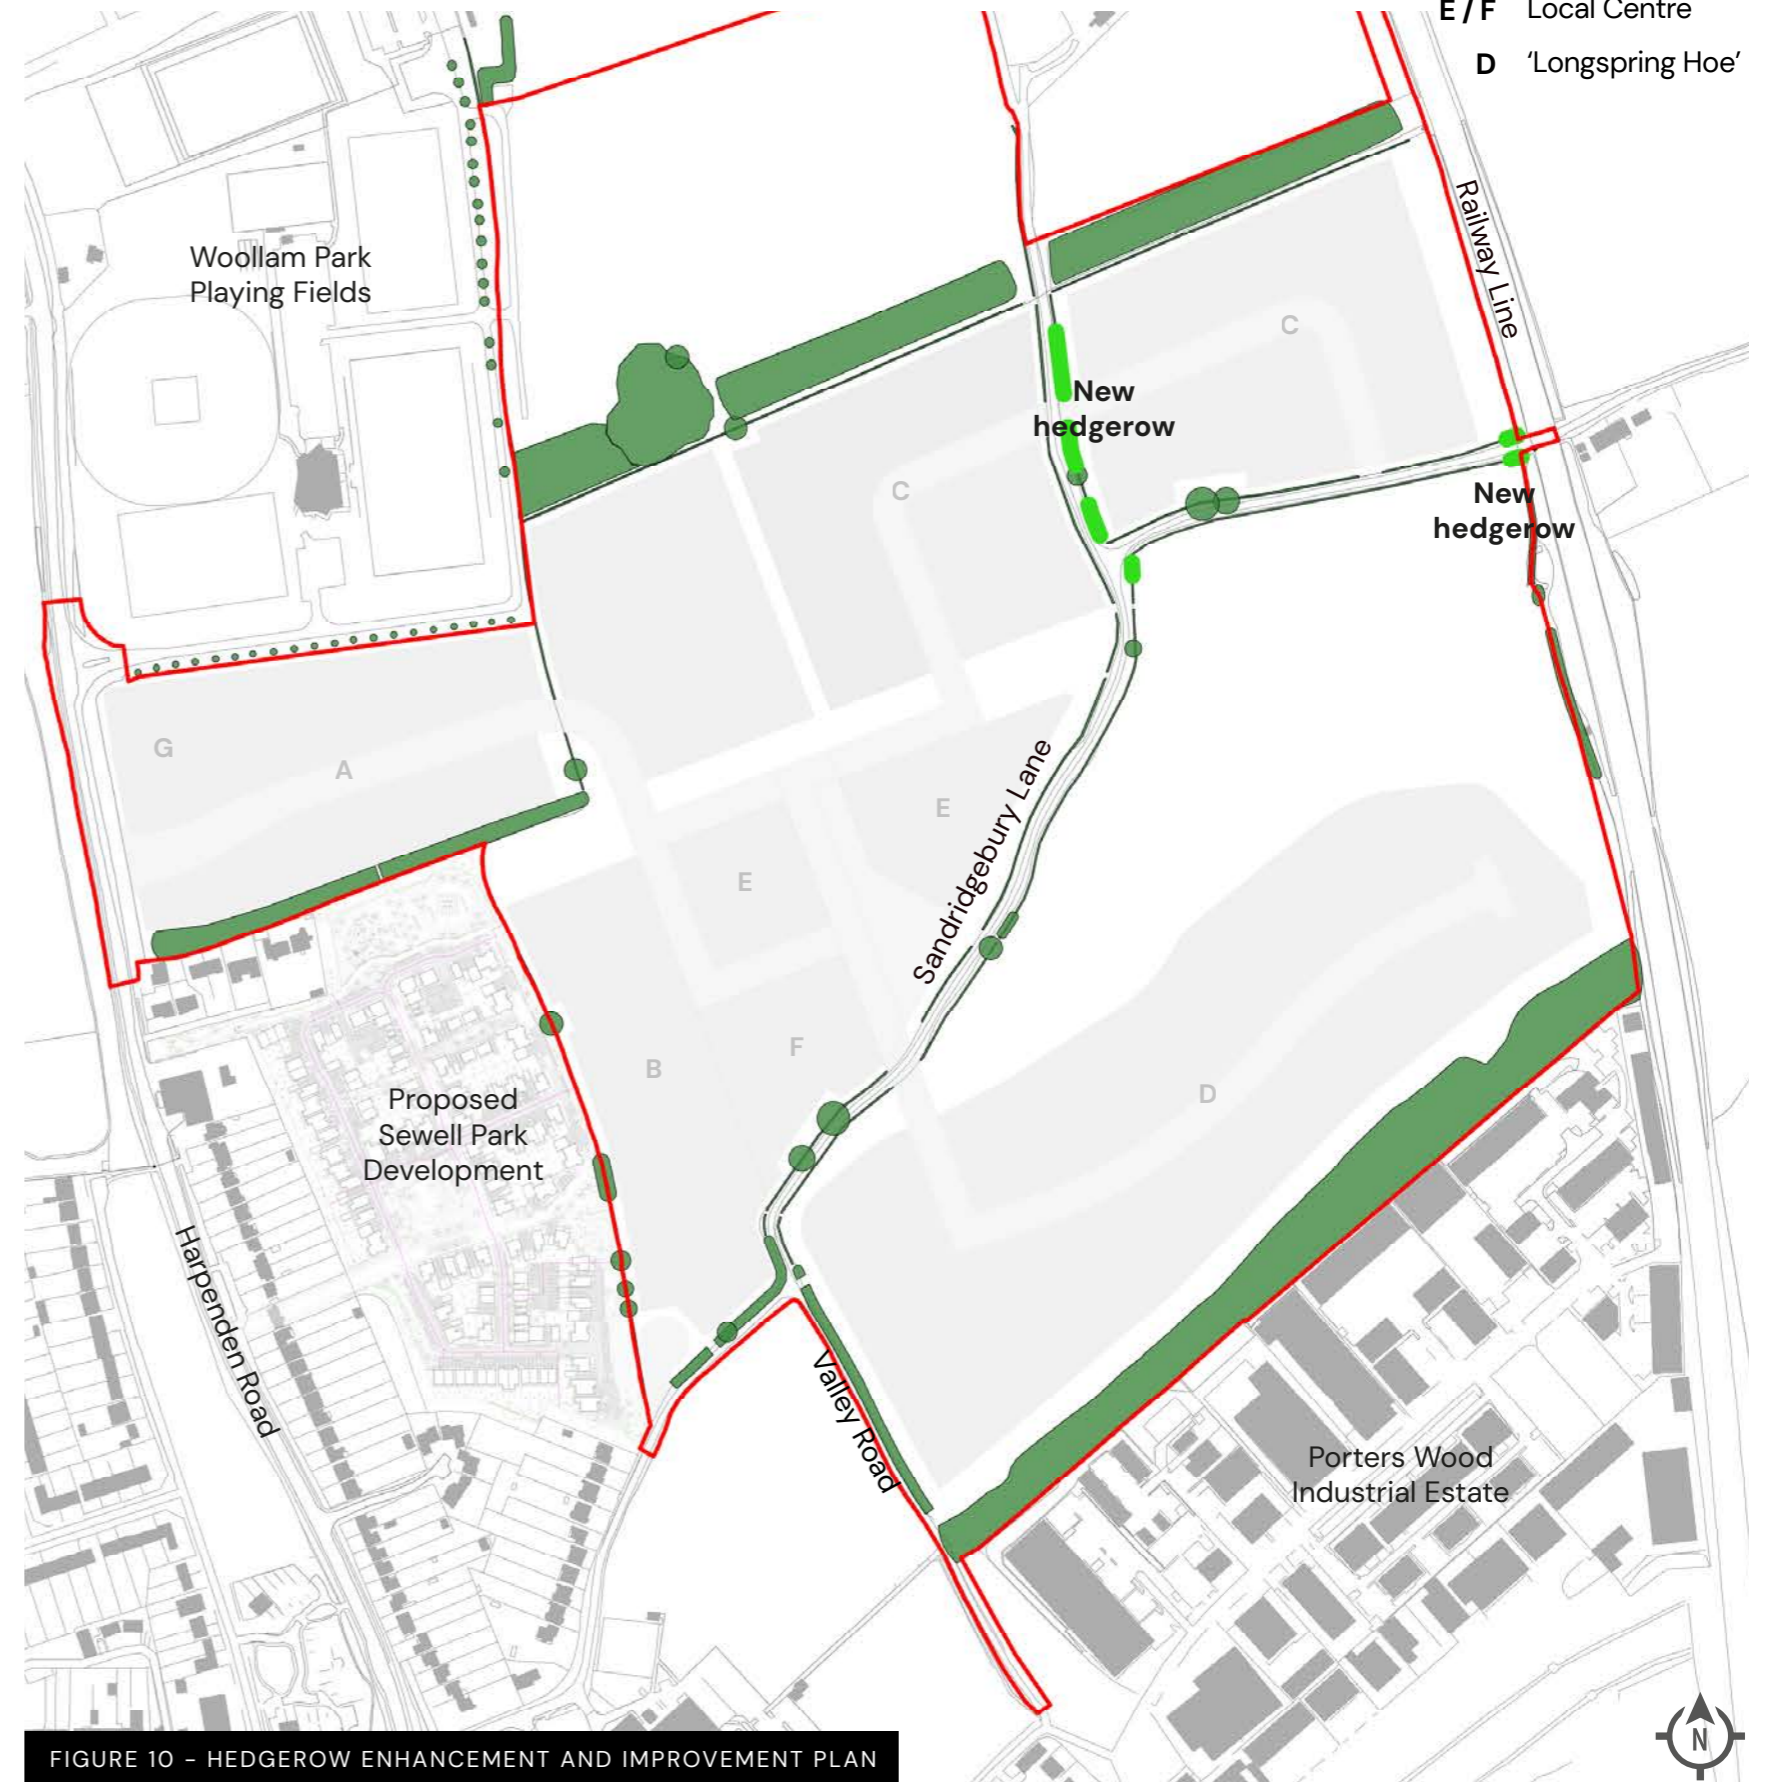 E / F Local Centre
D ‘Longspring Hoe’
Railway Line
Woollam Park
Playing Fields
C
New
hedgerow
C
New
hedgerow
G
A
E
Sandridgebury Lane
E
F
B
D
Proposed
Sewell Park
Development
Harpenden Road
Valley Road
Porters Wood
Industrial Estate
N
FIGURE 10 - HEDGEROW ENHANCEMENT AND IMPROVEMENT PLAN